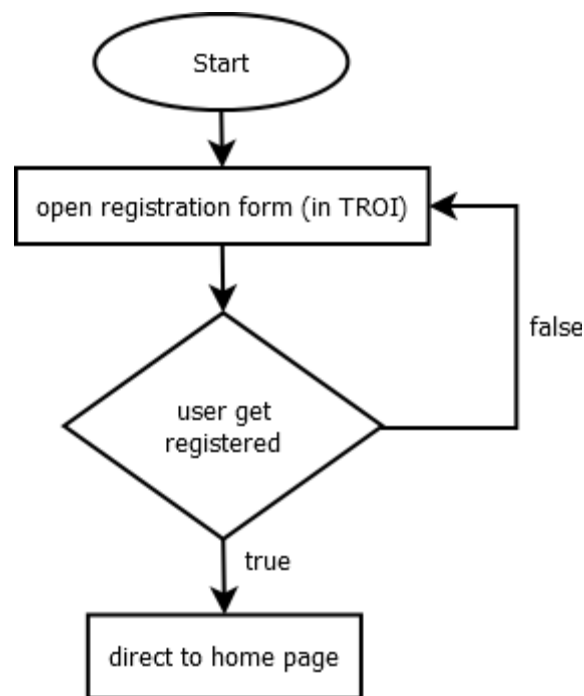 Start
open registration form (in TROI)
false
user get
registered
true
direct to home page